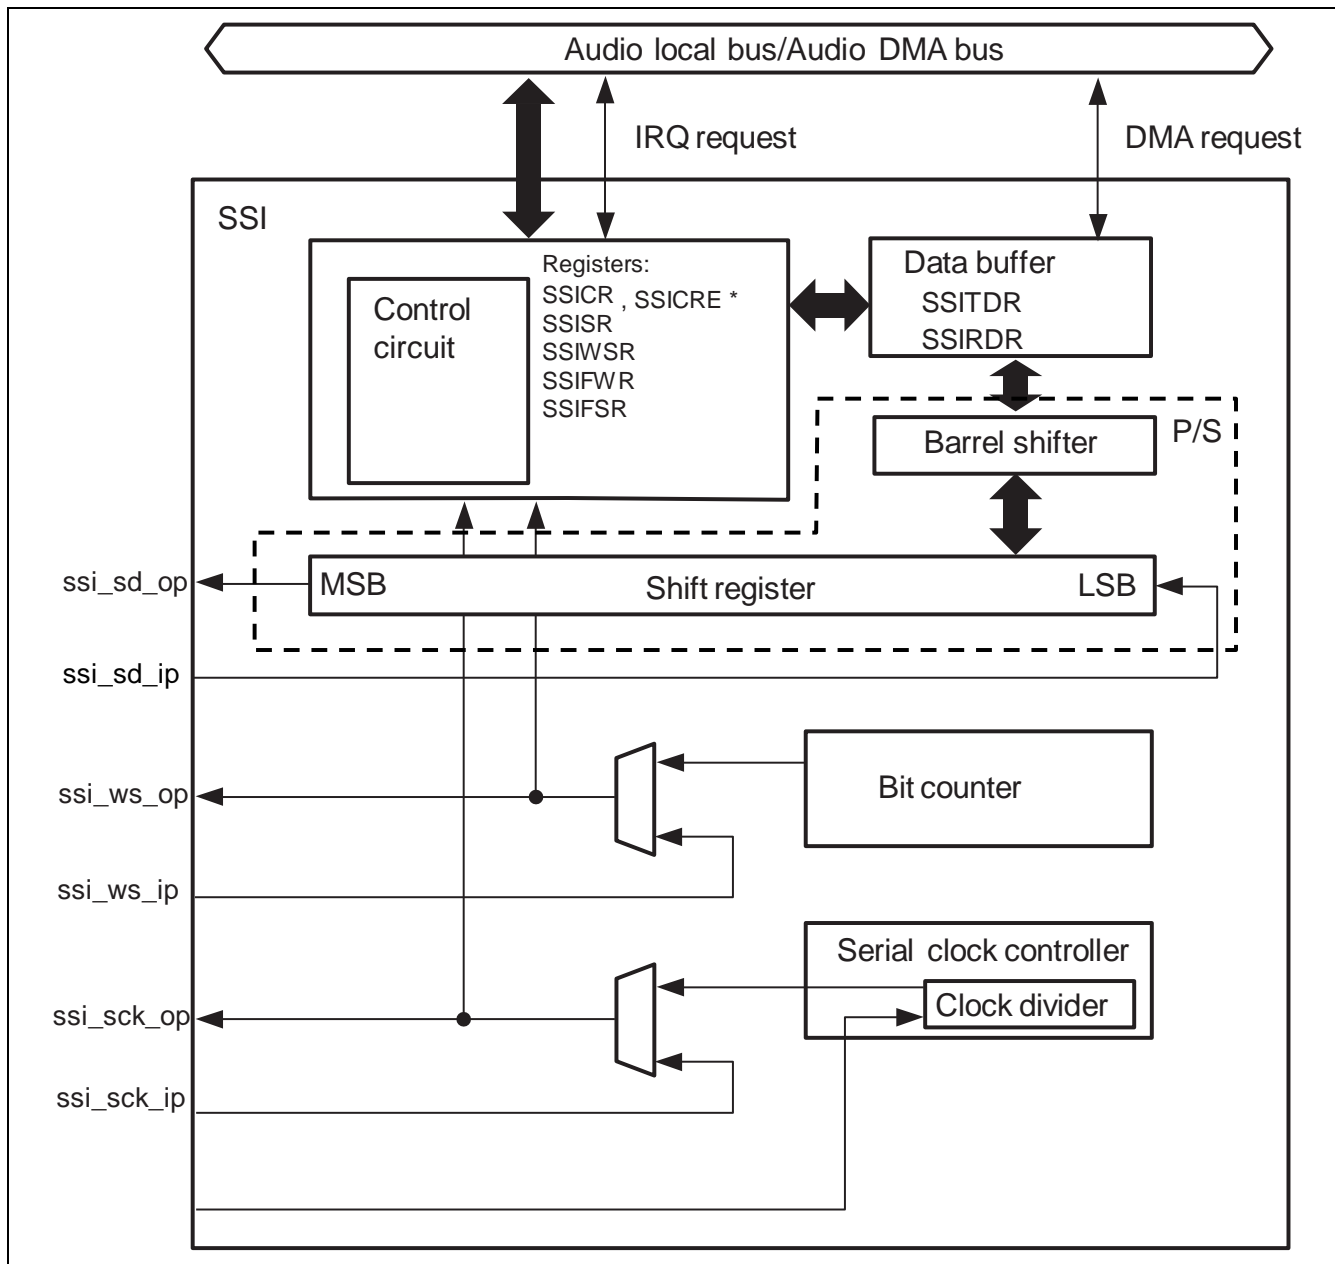 Audio local bus/Audio DMA bus
IRQ request
DMA request
SSI
Control
circuit
Registers:
SSICR , SSICRE *
SSISR
SSIWSR
SSIFWR
SSIFSR
Data buffer
SSITDR
SSIRDR
Barrel shifter
P/S
ssi_sd_op
MSB
Shift register
LSB
ssi_sd_ip
ssi_ws_op
Bit counter
ssi_ws_ip
Serial clock controller
Clock divider
ssi_sck_op
ssi_sck_ip